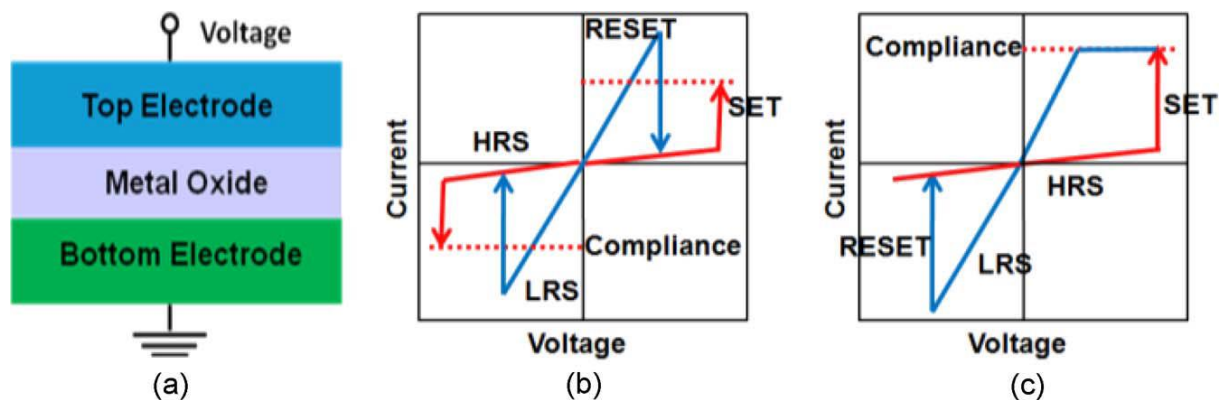 Voltage
Top Electrode
Metal Oxide
Bottom Electrode
(a)
RESET
SET
HRS
Current
Compliance
LRS
Voltage
(b)
Compliance
SET
Current
HRS
RESET
LRS
Voltage
(c)